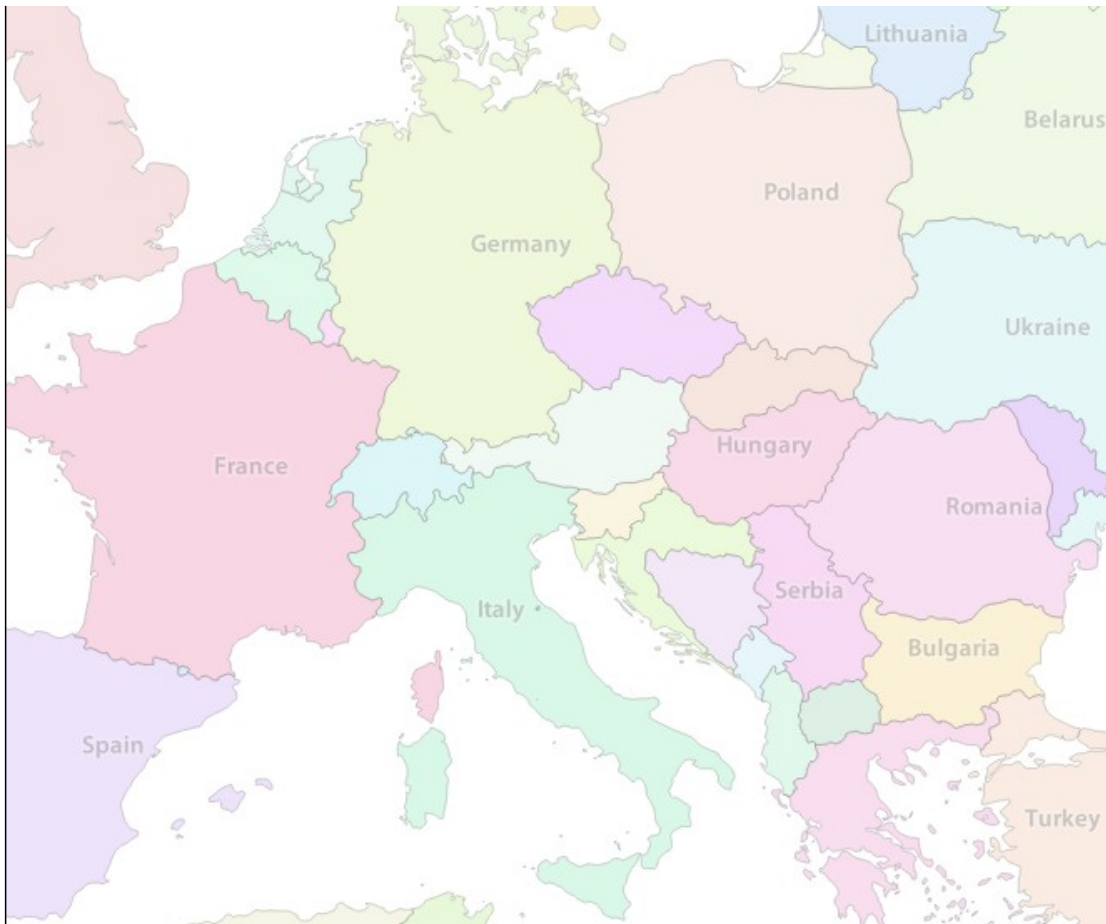 Lithuania
Belarus
Poland
Germany
Ukraine
Hungary
France
Romania
Serbia
Italy
Bulgaria
Spain
Turkey